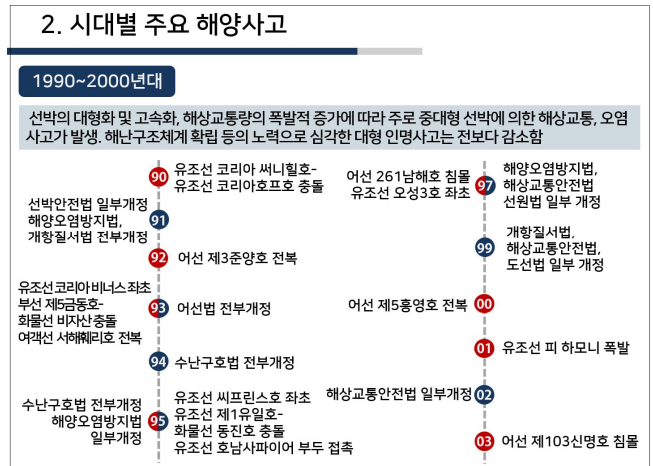 2. 시대별 주요 해양사고
1990~2000년대
선박의 대형화 및 고속화, 해상교통량의 폭발적 증가에 따라 주로 중대형 선박에 의한 해상교통, 오염
사고가 발생. 해난구조체계 확립 등의 노력으로 심각한 대형 인명사고는 전보다 감소함
90
유조선 코리아 써니힐호-
유조선 코리아호프호 충돌
선박안전법 일부개정
해양오염방지법,
개항질서법 전부개정
91
92
어선 제3준양호 전복
유조선 코리아 비너스 좌초
부선 제5금동호-
화물선 비자산 충돌
여객선 서해훼리호 전복
93
어선법 전부개정
94
수난구호법 전부개정
수난구호법 전부개정
해양오염방지법
일부개정
95
유조선 씨프린스호 좌초
유조선 제1유일호-
화물선 동진호 충돌
유조선 호남사파이어 부두 접촉
어선 261남해호 침몰
유조선 오성3호 좌초
97
해양오염방지법,
해상교통안전법
선원법 일부 개정
99
개항질서법,
해상교통안전법,
도선법 일부 개정
어선 제5홍영호 전복
00
01
유조선 피 하모니 폭발
해상교통안전법 일부개정
02
03
어선 제103신명호 침몰